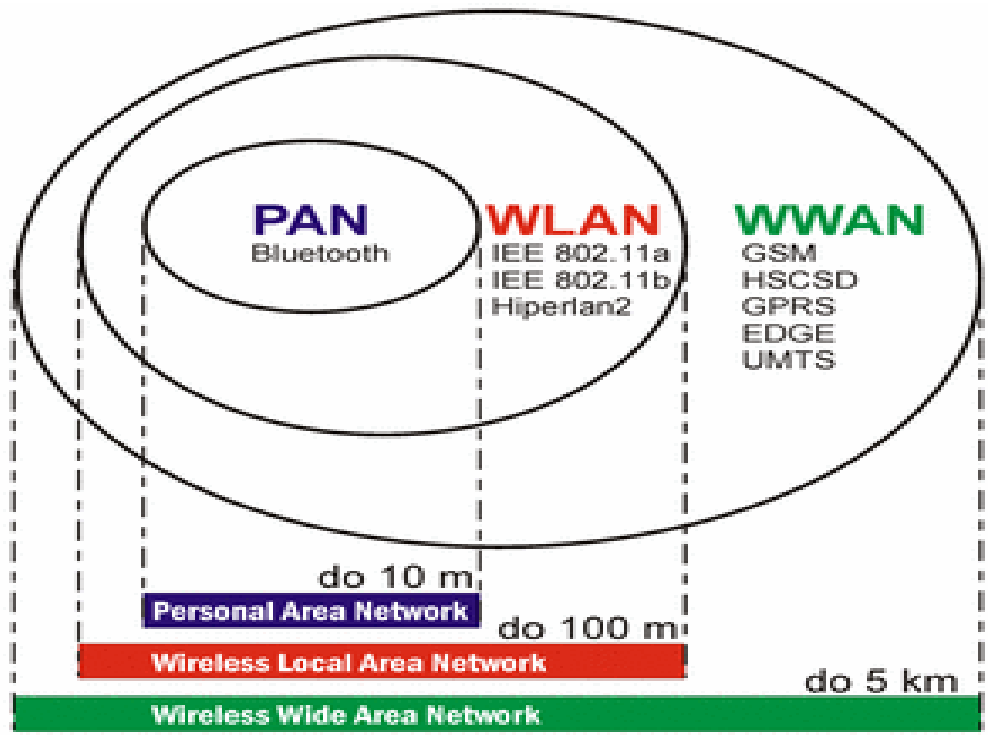 PAN
Bluetooth
WLAN
IEE 802.11a
IEE 802.11b
Hiperlan2
WWAN
GSM
HSCSD
GPRS
EDGE
UMTS
do 10 m
Personal Area Network
do 100 m
Wireless Local Area Network
do 5 km
Wireless Wide Area Network